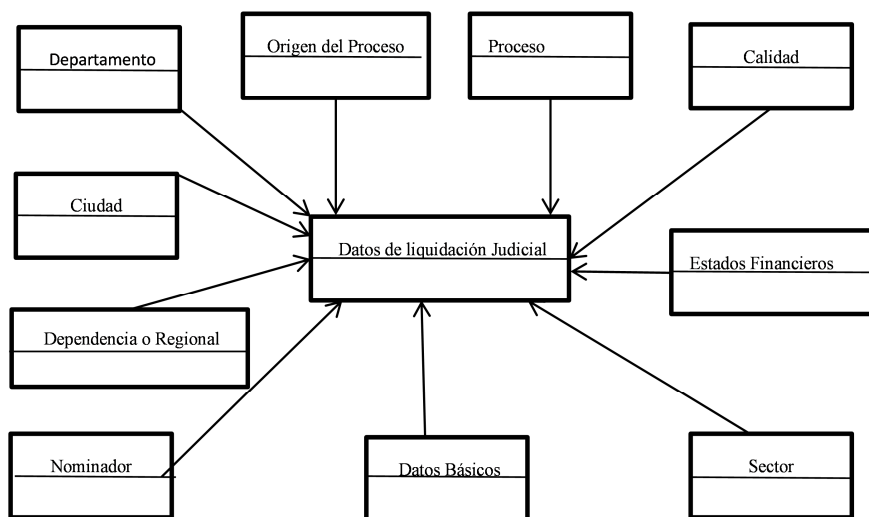 Departamento
Origen del Proceso
Proceso
Calidad
Ciudad
Datos de liquidación Judicial
Estados Financieros
Dependencia o Regional
Nominador
Datos Básicos
Sector